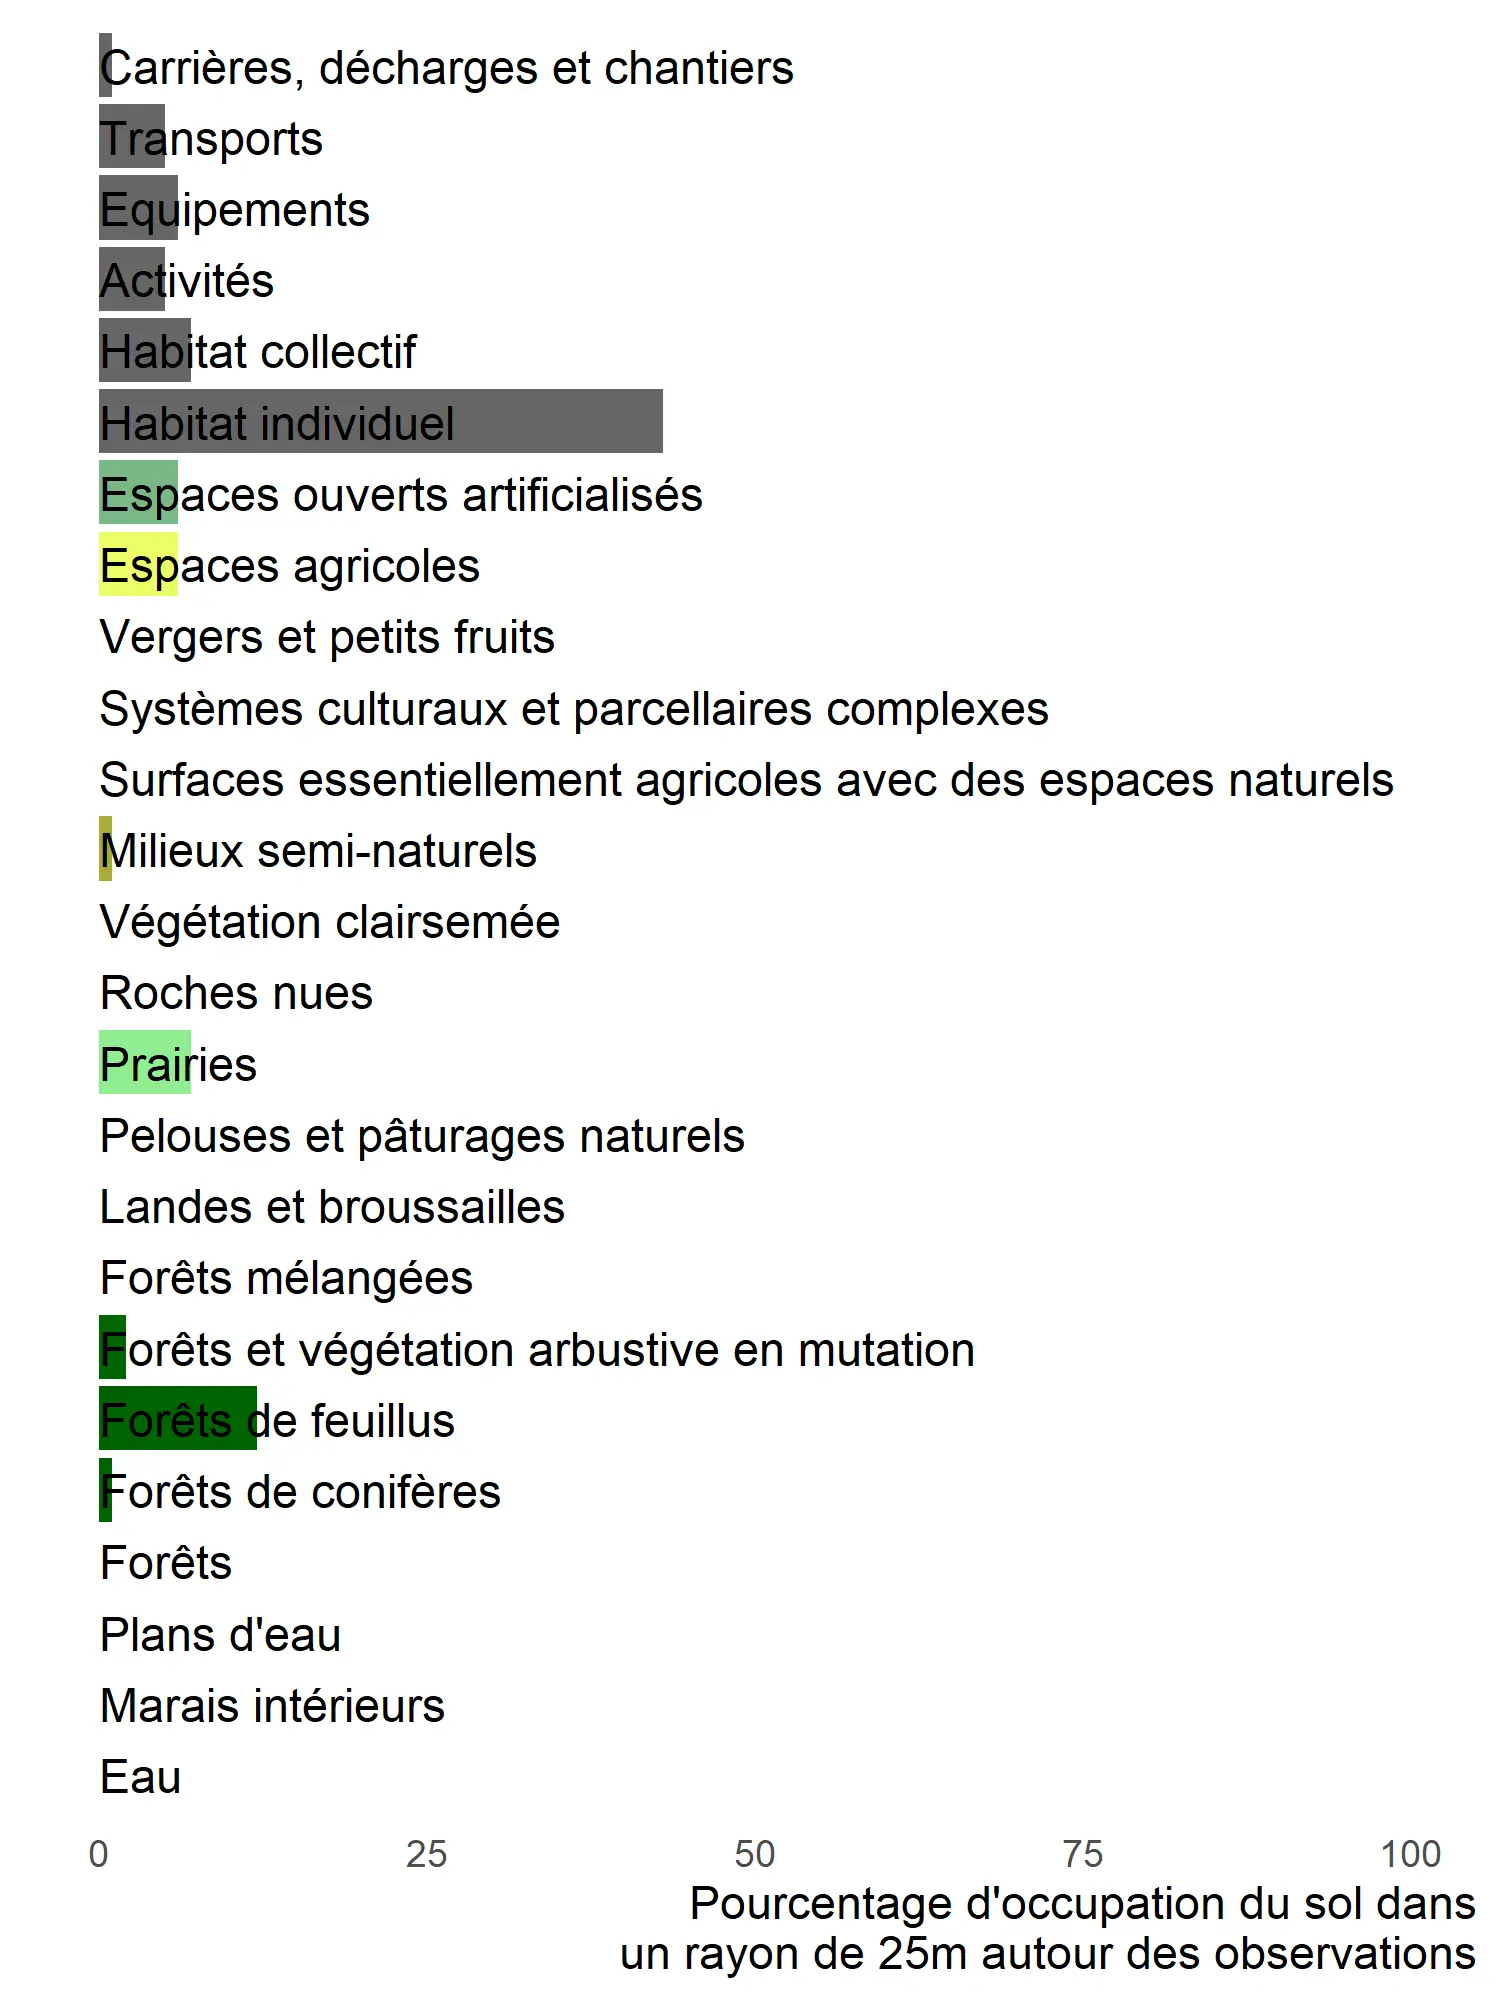 Carrières, décharges et chantiers
Transports
Equipements
Activités
Habitat collectif
Habitat individuel
Espaces ouverts artificialisés
Espaces agricoles
Vergers et petits fruits
Systèmes culturaux et parcellaires complexes
Surfaces essentiellement agricoles avec des espaces naturels
Milieux semi-naturels
Végétation clairsemée
Roches nues
Prairies
Pelouses et pâturages naturels
Landes et broussailles
Forêts mélangées
Forêts et végétation arbustive en mutation
Forêts de feuillus
Forêts de conifères
Forêts
Plans d'eau
Marais intérieurs
Eau
0 25 50 75 100
Pourcentage d'occupation du sol dans
un rayon de 25m autour des observations